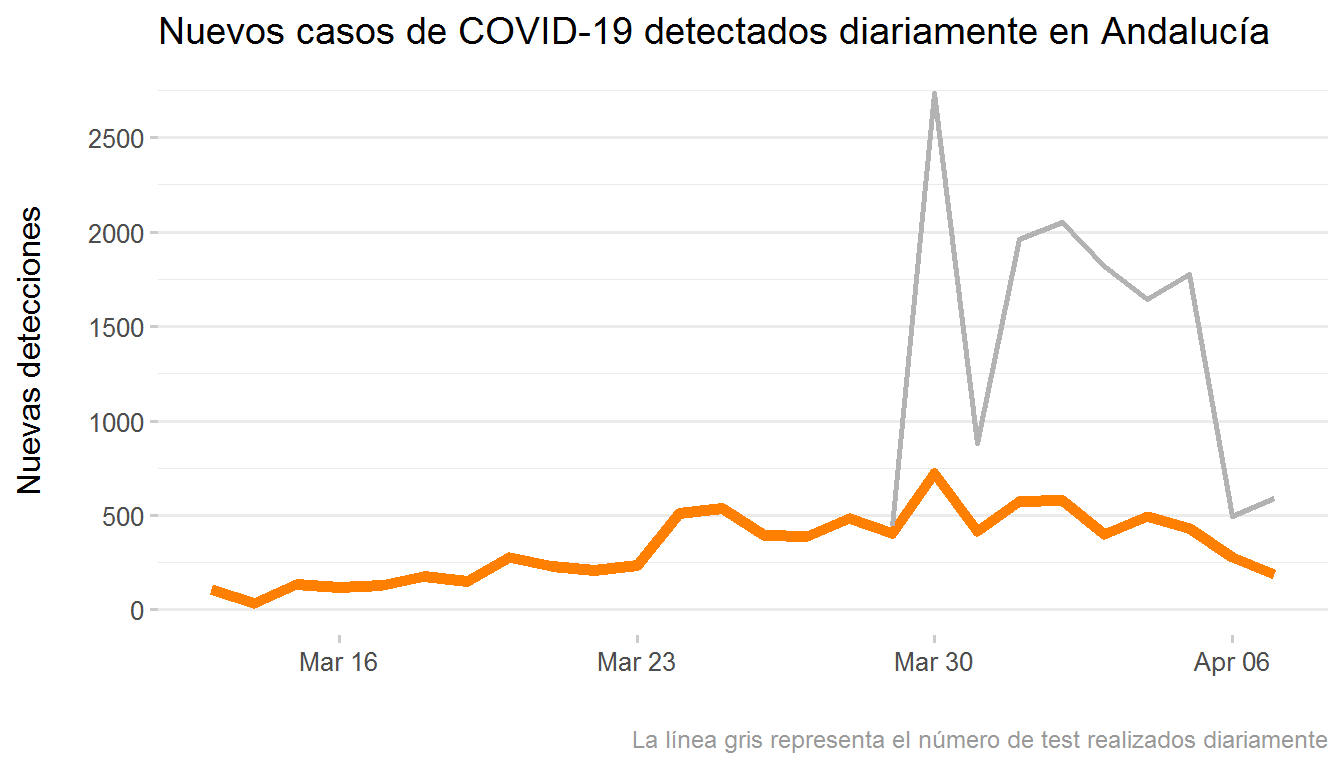 Nuevos casos de COVID-19 detectados diariamente en Andalucía
Nuevas detecciones
2500
2000
1500
1000
500
0
Mar 16
Mar 23
Mar 30
Apr 06
La línea gris representa el número de test realizados diariamente